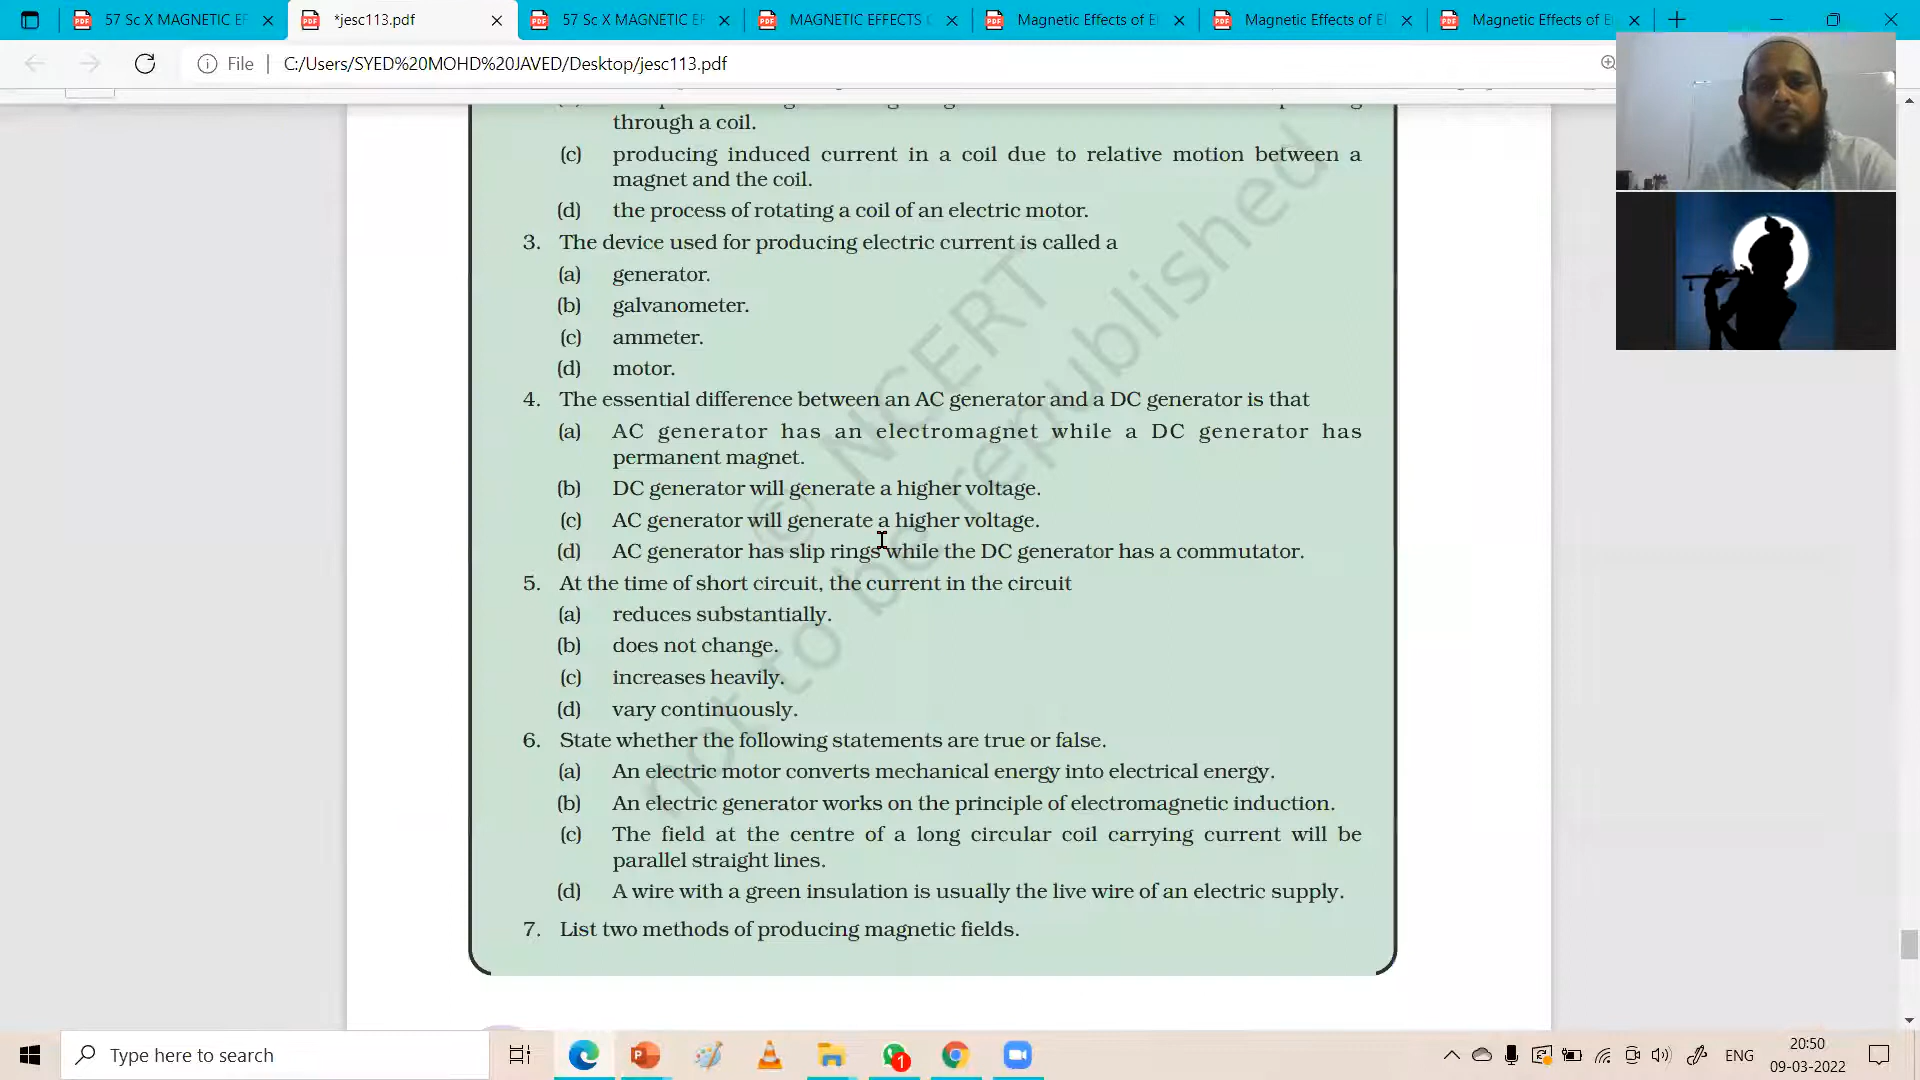 57 Sc X MAGNETIC EF
*jesc113.pdf
57 Sc X MAGNETIC EF
MAGNETIC EFFECTS
Magnetic Effects of E
Magnetic Effects of E
Magnetic Effects of E
File
C:/Users/SYED%20MOHD%20JAVED/Desktop/jesc113.pdf
through a coil.
(c) producing induced current in a coil due to relative motion between a
magnet and the coil.
(d) the process of rotating a coil of an electric motor.
3. The device used for producing electric current is called a
(a) generator.
(b) galvanometer.
(c) ammeter.
(d) motor.
4. The essential difference between an AC generator and a DC generator is that
(a) AC generator has an electromagnet while a DC generator has
permanent magnet.
(b) DC generator will generate a higher voltage.
(c) AC generator will generate a higher voltage.
(d) AC generator has slip rings while the DC generator has a commutator.
5. At the time of short circuit, the current in the circuit
(a) reduces substantially.
(b) does not change.
(c) increases heavily.
(d) vary continuously.
6. State whether the following statements are true or false.
(a) An electric motor converts mechanical energy into electrical energy.
(b) An electric generator works on the principle of electromagnetic induction.
(c) The field at the centre of a long circular coil carrying current will be
parallel straight lines.
(d) A wire with a green insulation is usually the live wire of an electric supply.
7. List two methods of producing magnetic fields.
© NCERT
not to be republished
Type here to search
1
ENG
20:50
09-03-2022